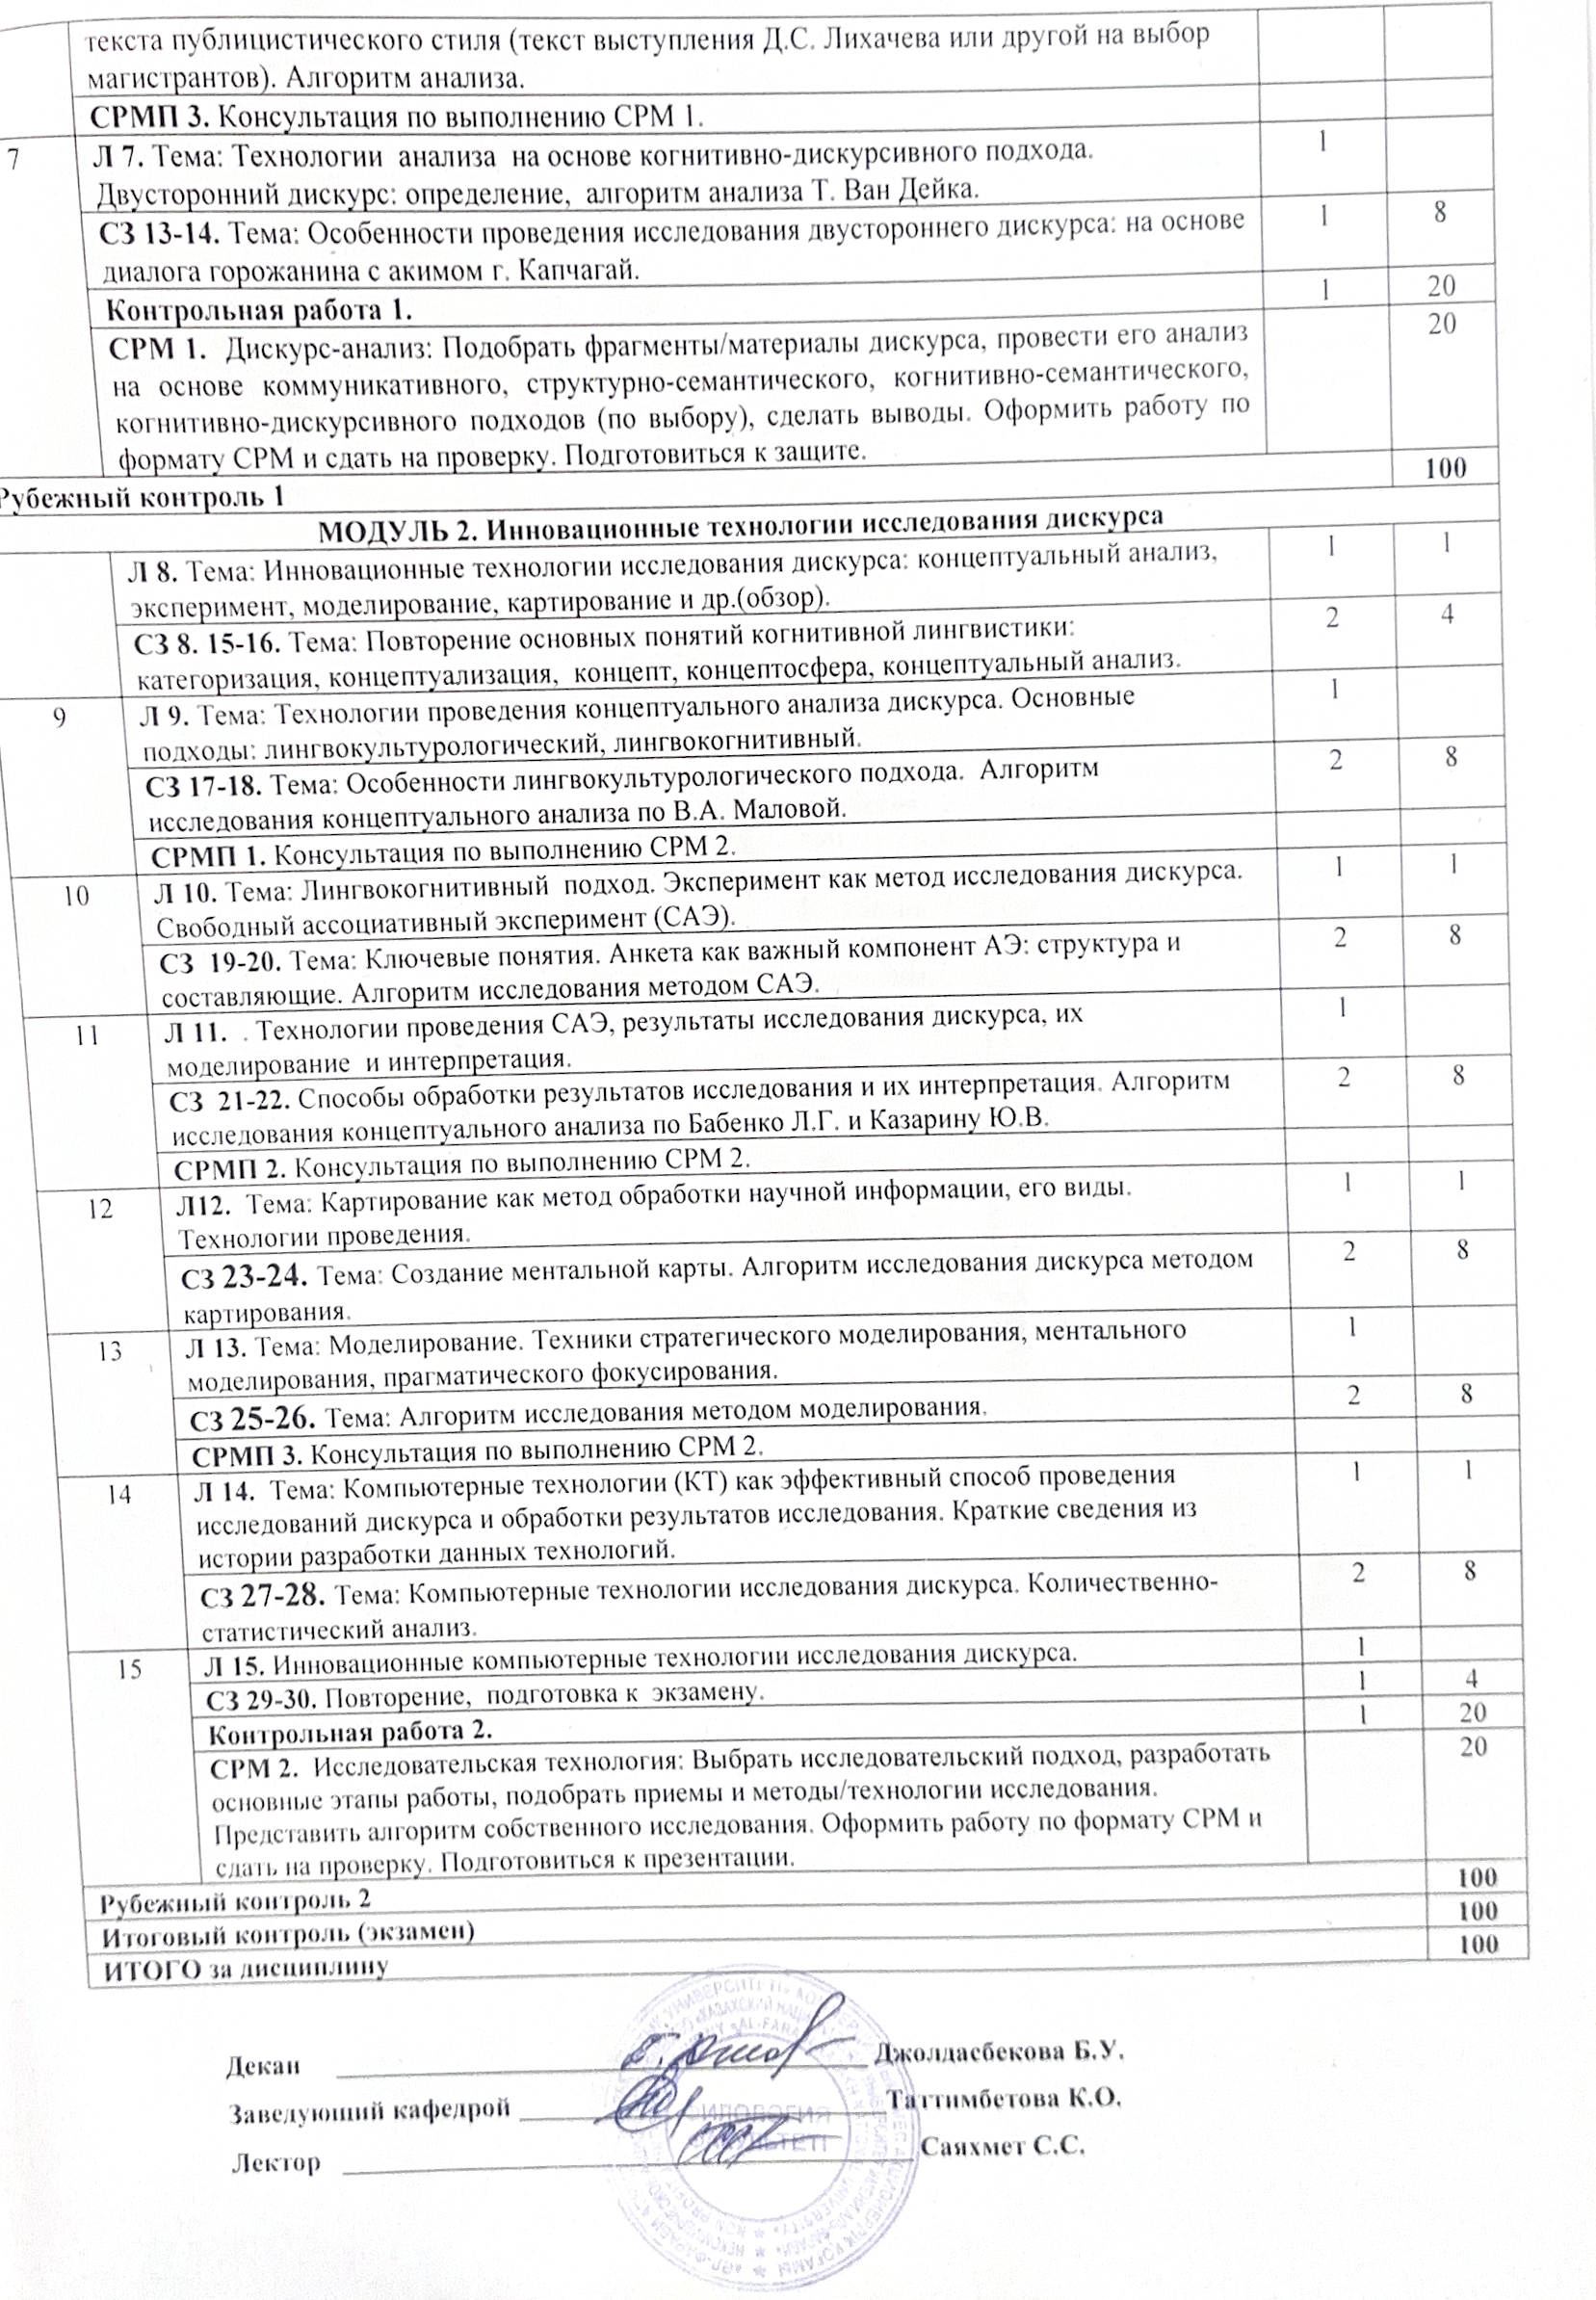 текста публицистического стиля (текст выступления Д.С. Лихачева или другой на выбор
магистрантов). Алгоритм анализа.
СРМП 3. Консультация по выполнению СРМ 1.
7
Л 7. Тема: Технологии анализа на основе когнитивно-дискурсивного подхода.
1
Двусторонний дискурс: определение, алгоритм анализа Т. Ван Дейка.
СЗ 13-14. Тема: Особенности проведения исследования двустороннего дискурса: на основе
1
8
диалога горожанина с акимом г. Капчагай.
Контрольная работа 1.
1
20
СРМ 1. Дискурс-анализ: Подобрать фрагменты/материалы дискурса, провести его анализ
20
на основе коммуникативного, структурно-семантического, когнитивно-семантического,
когнитивно-дискурсивного подходов (по выбору), сделать выводы. Оформить работу по
формату СРМ и сдать на проверку. Подготовиться к защите.
Рубежный контроль 1
100
МОДУЛЬ 2. Инновационные технологии исследования дискурса
Л 8. Тема: Инновационные технологии исследования дискурса: концептуальный анализ,
1
1
эксперимент, моделирование, картирование и др.(обзор).
СЗ 8. 15-16. Тема: Повторение основных понятий когнитивной лингвистики:
2
4
категоризация, концептуализация, концепт, концептосфера, концептуальный анализ.
9
Л 9. Тема: Технологии проведения концептуального анализа дискурса. Основные
1
подходы: лингвокультурологический, лингвокогнитивный.
СЗ 17-18. Тема: Особенности лингвокультурологического подхода. Алгоритм
2
8
исследования концептуального анализа по В.А. Маловой.
СРМП 1. Консультация по выполнению СРМ 2.
10
Л 10. Тема: Лингвокогнитивный подход. Эксперимент как метод исследования дискурса.
1
1
Свободный ассоциативный эксперимент (САЭ).
СЗ 19-20. Тема: Ключевые понятия. Анкета как важный компонент АЭ: структура и
2
8
составляющие. Алгоритм исследования методом САЭ.
11
Л 11. . Технологии проведения САЭ, результаты исследования дискурса, их
1
моделирование и интерпретация.
СЗ 21-22. Способы обработки результатов исследования и их интерпретация. Алгоритм
2
8
исследования концептуального анализа по Бабенко Л.Г. и Казарину Ю.В.
СРМП 2. Консультация по выполнению СРМ 2.
12
Л12. Тема: Картирование как метод обработки научной информации, его виды.
1
1
Технологии проведения.
СЗ 23-24. Тема: Создание ментальной карты. Алгоритм исследования дискурса методом
2
8
картирования.
13
Л 13. Тема: Моделирование. Техники стратегического моделирования, ментального
1
моделирования, прагматического фокусирования.
СЗ 25-26. Тема: Алгоритм исследования методом моделирования.
2
8
СРМП 3. Консультация по выполнению СРМ 2.
14
Л 14. Тема: Компьютерные технологии (КТ) как эффективный способ проведения
1
1
исследований дискурса и обработки результатов исследования. Краткие сведения из
истории разработки данных технологий.
СЗ 27-28. Тема: Компьютерные технологии исследования дискурса. Количественно-
2
8
статистический анализ.
15
Л 15. Инновационные компьютерные технологии исследования дискурса.
1
СЗ 29-30. Повторение, подготовка к экзамену.
1
4
Контрольная работа 2.
1
20
СРМ 2. Исследовательская технология: Выбрать исследовательский подход, разработать
20
основные этапы работы, подобрать приемы и методы/технологии исследования.
Представить алгоритм собственного исследования. Оформить работу по формату СРМ и
сдать на проверку. Подготовиться к презентации.
Рубежный контроль 2
100
Итоговый контроль (экзамен)
100
ИТОГО за дисциплину
100
Декан
Джолдасбекова Б.У.
Заведующий кафедрой
Таттимбетова К.О.
Лектор
Саяхмет С.С.